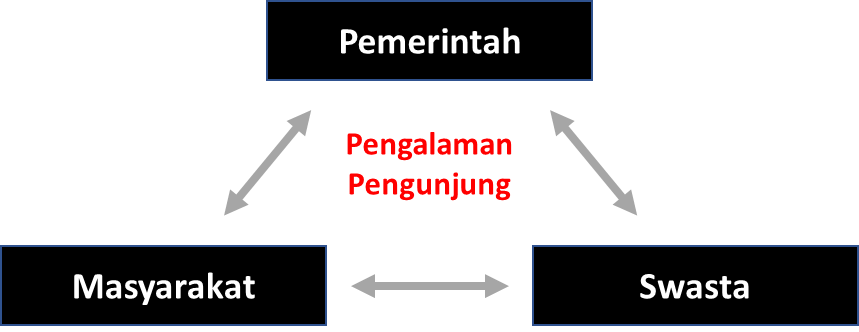 Pemerintah
Pengalaman
Pengunjung
Masyarakat
Swasta